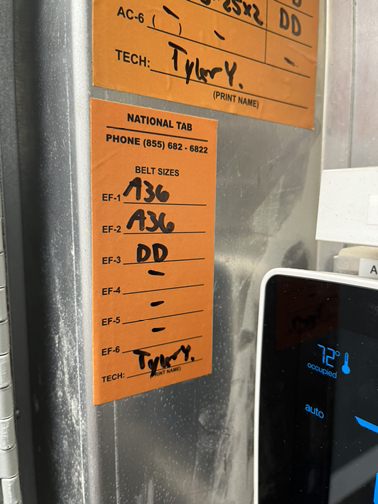 25x2 DD
AC-6 ( - ) - -
TECH: Tyler Y.
(PRINT NAME)
NATIONAL TAB
PHONE (855) 682 - 6822
BELT SIZES
EF-1 A36
EF-2 A36
EF-3 DD
EF-4 -
EF-5 -
EF-6 -
TECH: Tyler Y.
(PRINT NAME)
A
72°
occupied
auto